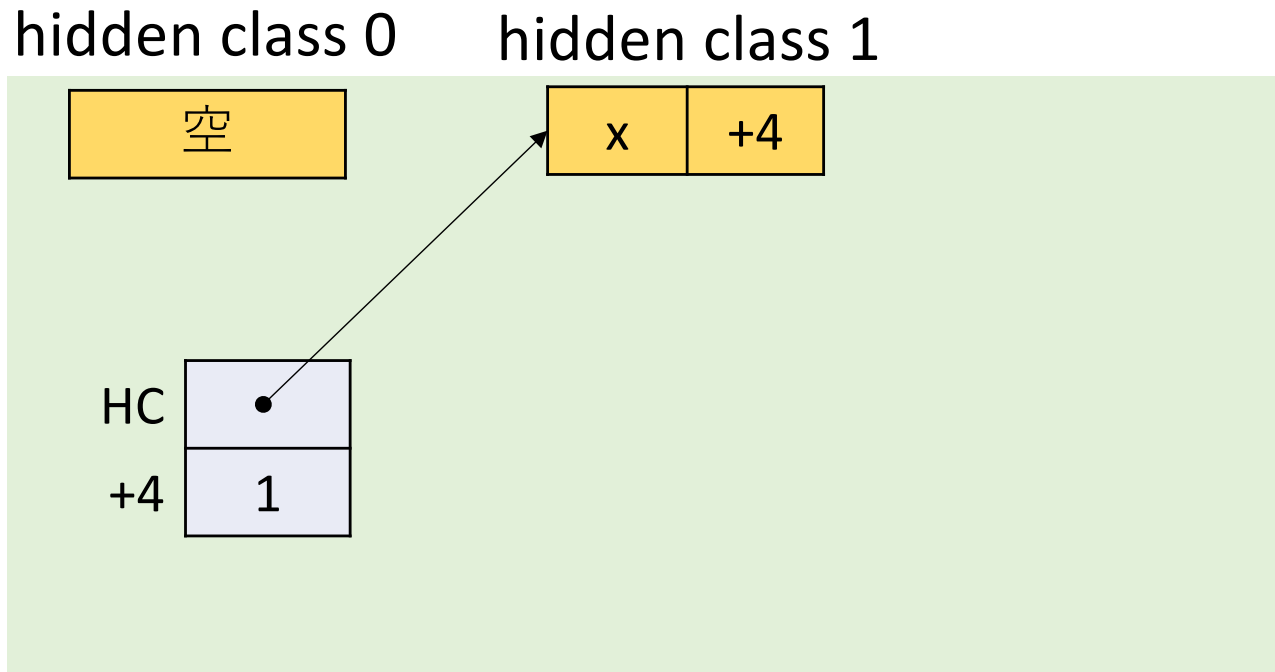 hidden class 0
hidden class 1
空
x
+4
HC
+4
1